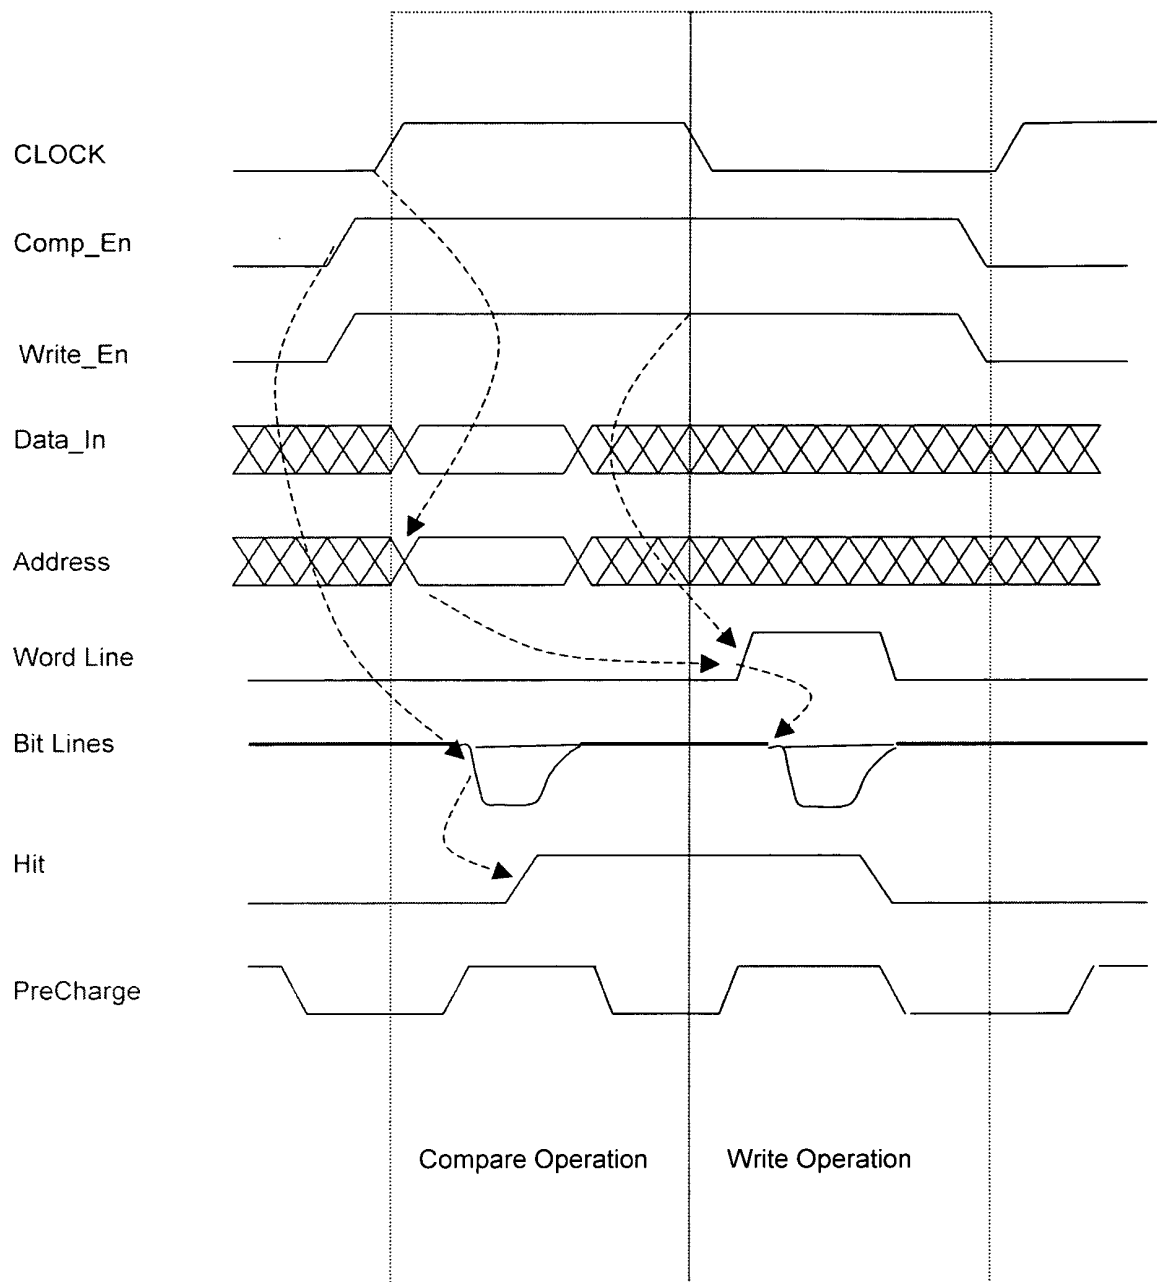 CLOCK
Comp_En
Write_En
Data_In
Address
Word Line
Bit Lines
Hit
PreCharge
Compare Operation
Write Operation